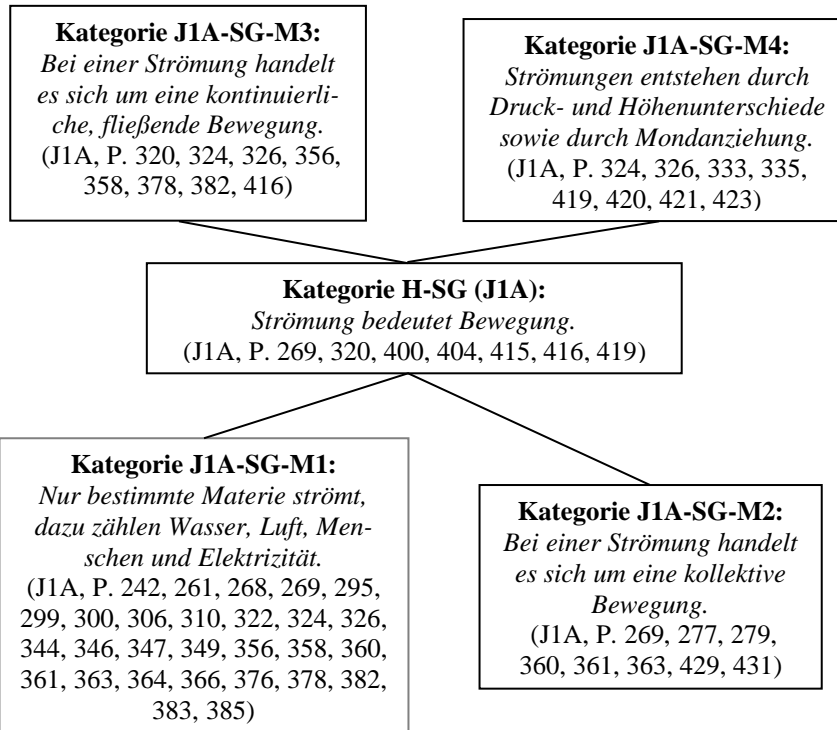 Kategorie J1A-SG-M3:
Bei einer Strömung handelt
es sich um eine kontinuierli-
che, fließende Bewegung.
(J1A, P. 320, 324, 326, 356,
358, 378, 382, 416)
Kategorie J1A-SG-M4:
Strömungen entstehen durch
Druck- und Höhenunterschiede
sowie durch Mondanziehung.
(J1A, P. 324, 326, 333, 335,
419, 420, 421, 423)
Kategorie H-SG (J1A):
Strömung bedeutet Bewegung.
(J1A, P. 269, 320, 400, 404, 415, 416, 419)
Kategorie J1A-SG-M1:
Nur bestimmte Materie strömt,
dazu zählen Wasser, Luft, Men-
schen und Elektrizität.
(J1A, P. 242, 261, 268, 269, 295,
299, 300, 306, 310, 322, 324, 326,
344, 346, 347, 349, 356, 358, 360,
361, 363, 364, 366, 376, 378, 382,
383, 385)
Kategorie J1A-SG-M2:
Bei einer Strömung handelt
es sich um eine kollektive
Bewegung.
(J1A, P. 269, 277, 279,
360, 361, 363, 429, 431)